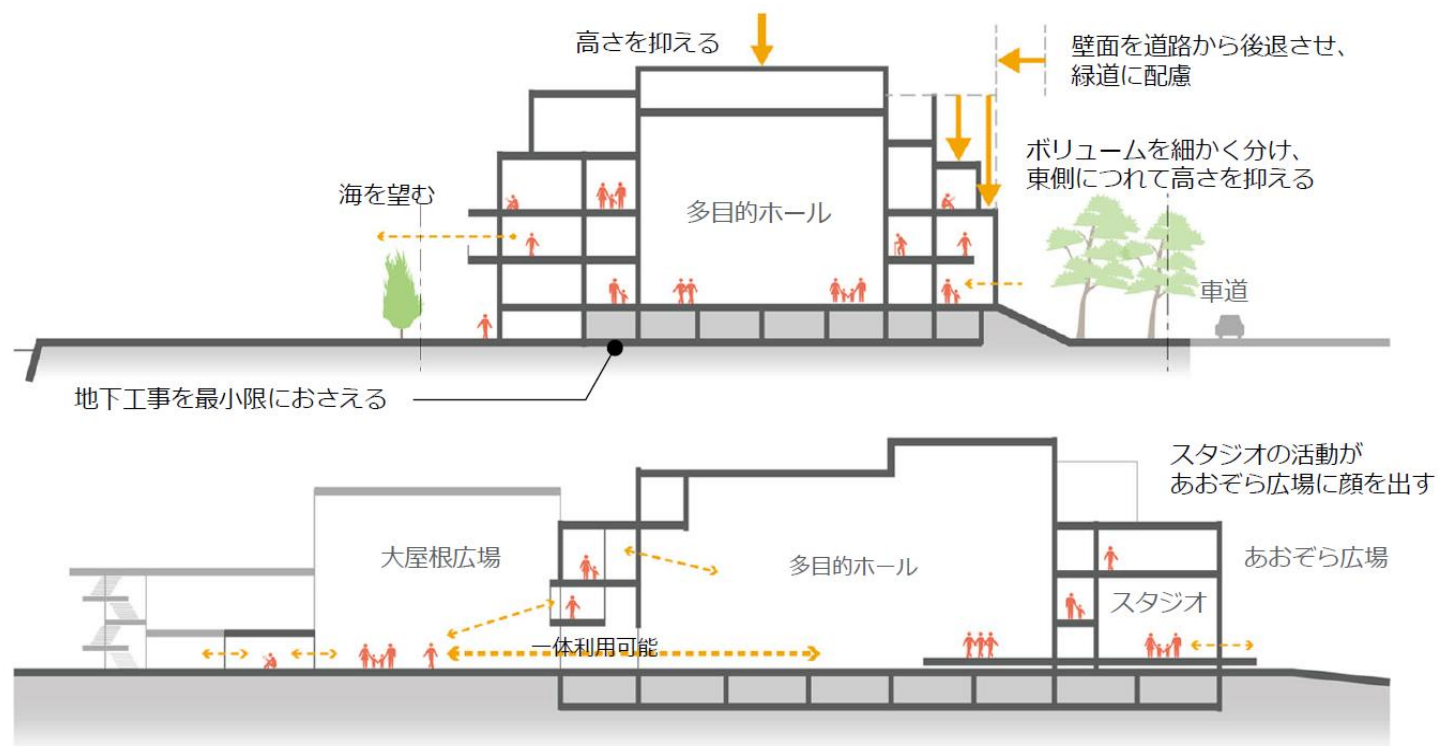 高さを抑える
壁面を道路から後退させ、
緑道に配慮
ボリュームを細かく分け、
東側につれて高さを抑える
海を望む
多目的ホール
車道
地下工事を最小限におさえる
スタジオの活動が
あおぞら広場に顔を出す
大屋根広場
多目的ホール
あおぞら広場
スタジオ
一体利用可能